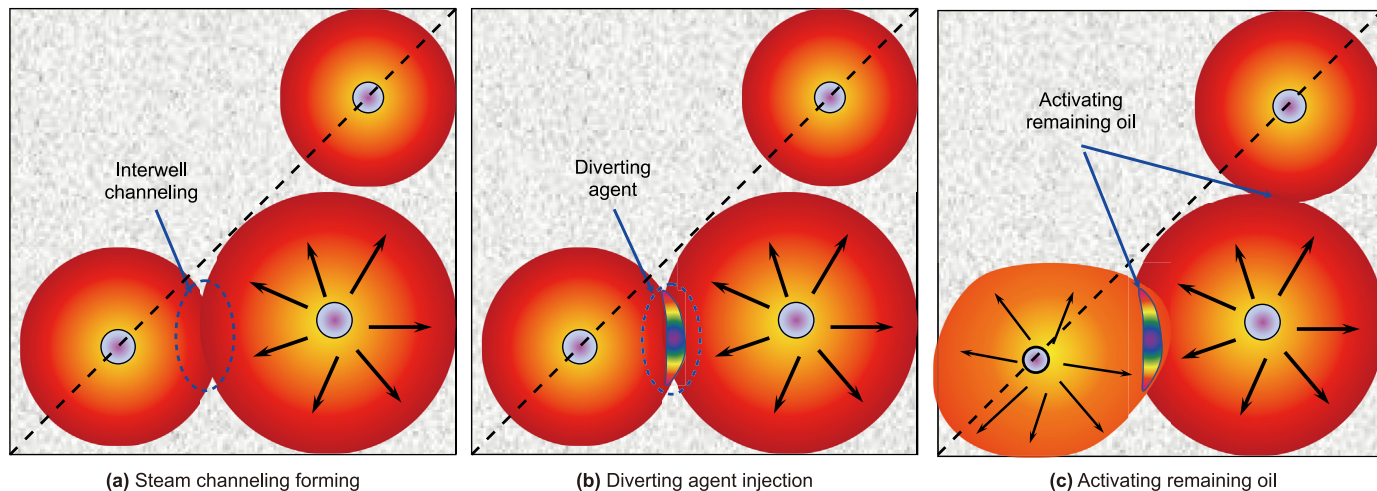 Interwell
channeling
Diverting
agent
Activating
remaining oil
(a) Steam channeling forming
(b) Diverting agent injection
(c) Activating remaining oil